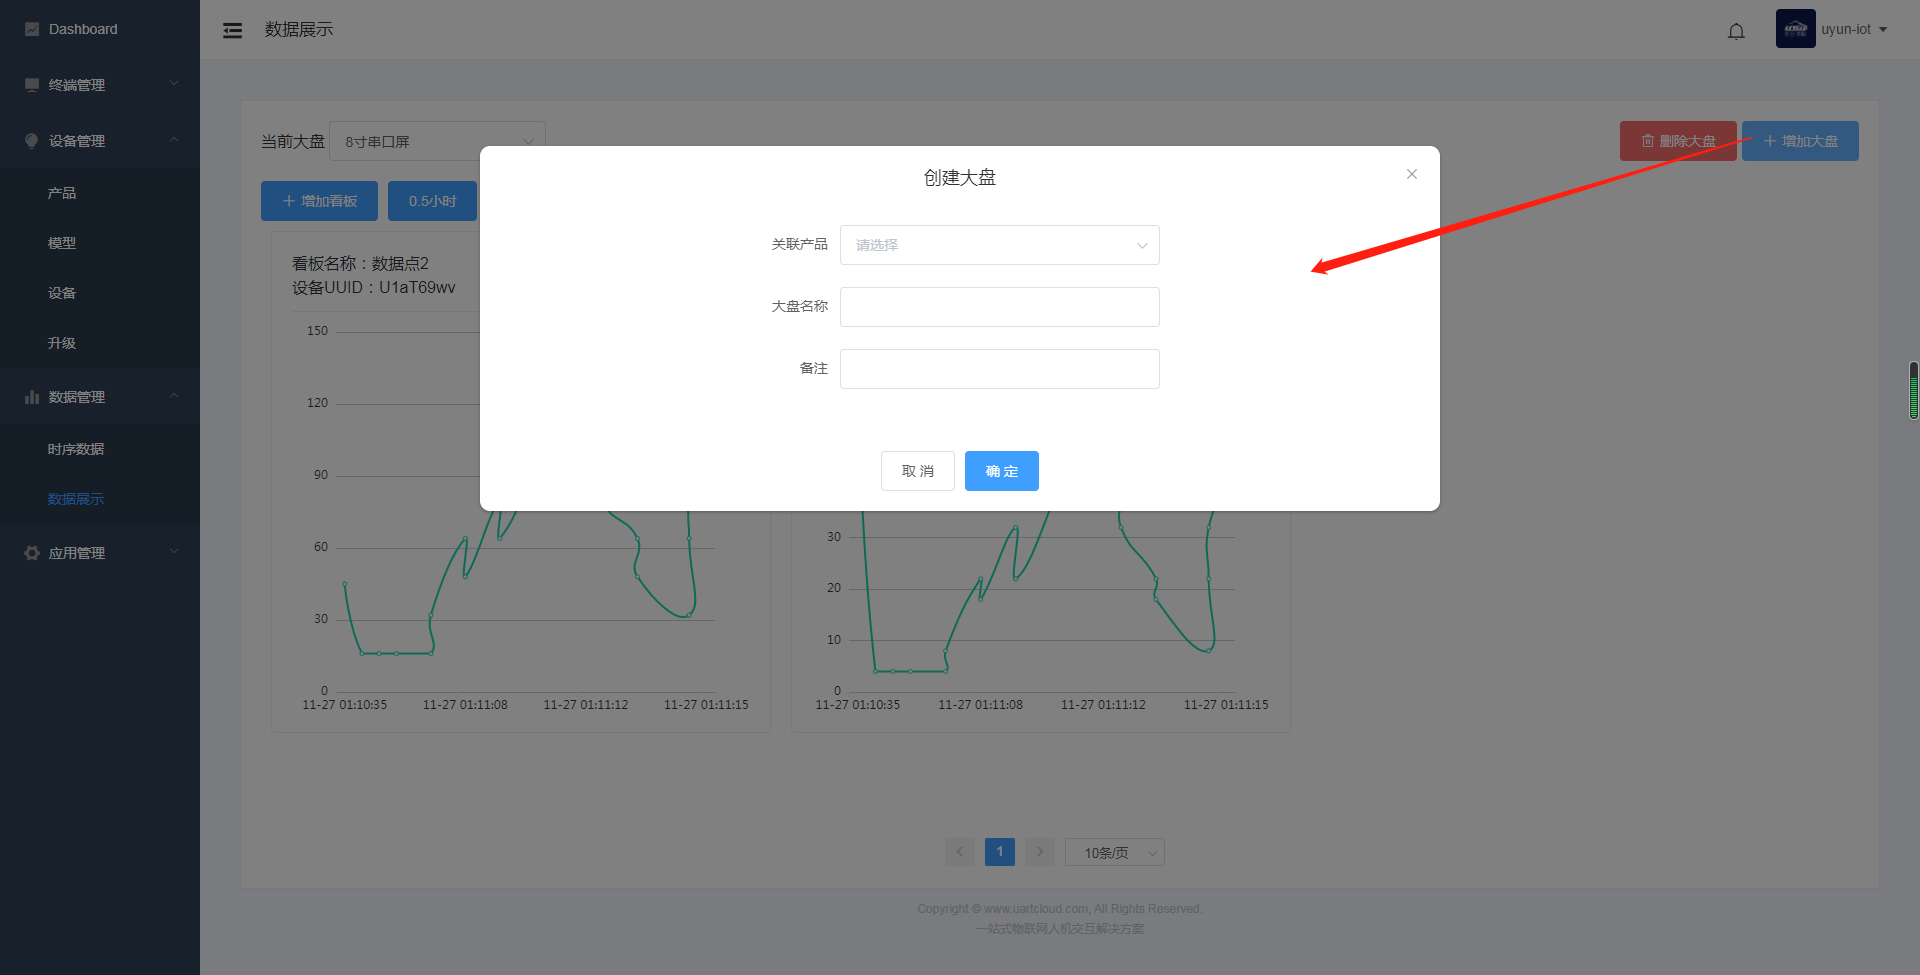 Dashboard
终端管理
设备管理
产品
模型
设备
升级
数据管理
时序数据
数据展示
应用管理
数据展示
uyun-iot
当前大盘
8寸串口屏
删除大盘
增加大盘
增加看板
0.5小时
看板名称：数据点2
设备UUID：U1aT69wv
150
120
90
60
30
0
11-27 01:10:35
11-27 01:11:08
11-27 01:11:12
11-27 01:11:15
30
20
10
0
11-27 01:10:35
11-27 01:11:08
11-27 01:11:12
11-27 01:11:15
创建大盘
关联产品
请选择
大盘名称
备注
取 消
确 定
1
10条/页
Copyright © www.uartcloud.com, All Rights Reserved.
一站式物联网人机交互解决方案